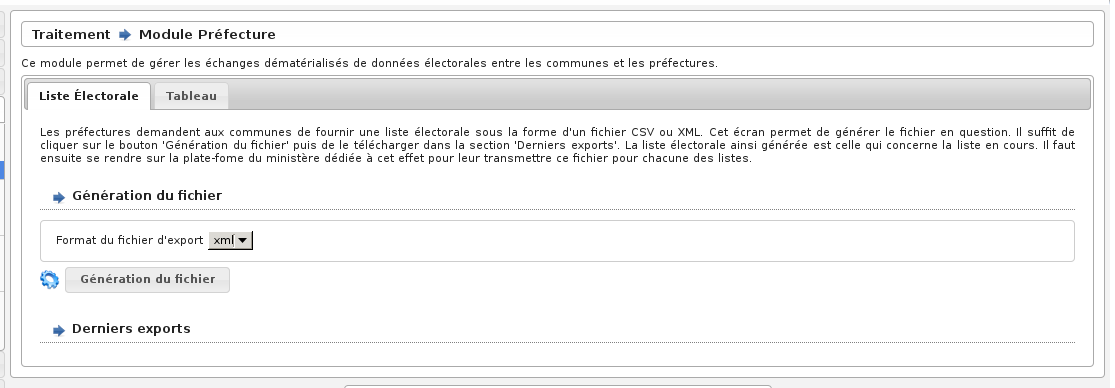 Traitement Module Préfecture
Ce module permet de gérer les échanges dématérialisés de données électorales entre les communes et les préfectures.
Liste Électorale Tableau
Les préfectures demandent aux communes de fournir une liste électorale sous la forme d'un fichier CSV ou XML. Cet écran permet de générer le fichier en question. Il suffit de
cliquer sur le bouton 'Génération du fichier' puis de le télécharger dans la section 'Derniers exports'. La liste électorale ainsi générée est celle qui concerne la liste en cours. Il faut
ensuite se rendre sur la plate-fome du ministère dédiée à cet effet pour leur transmettre ce fichier pour chacune des listes.
Génération du fichier
Format du fichier d'export xml
Génération du fichier
Derniers exports